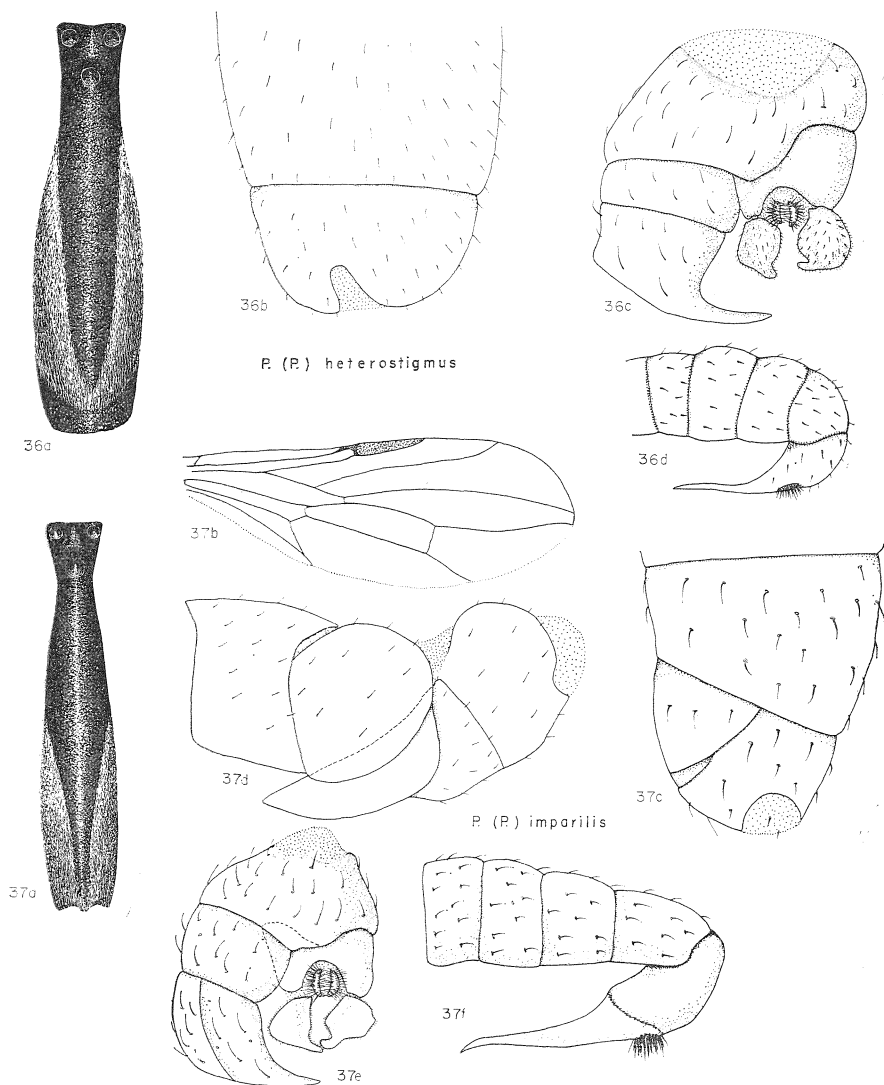 36a
36b
36c
P. (P.) heterostigmus
36d
37b
37a
37d
37c
P. (P.) imparilis
37e
37f